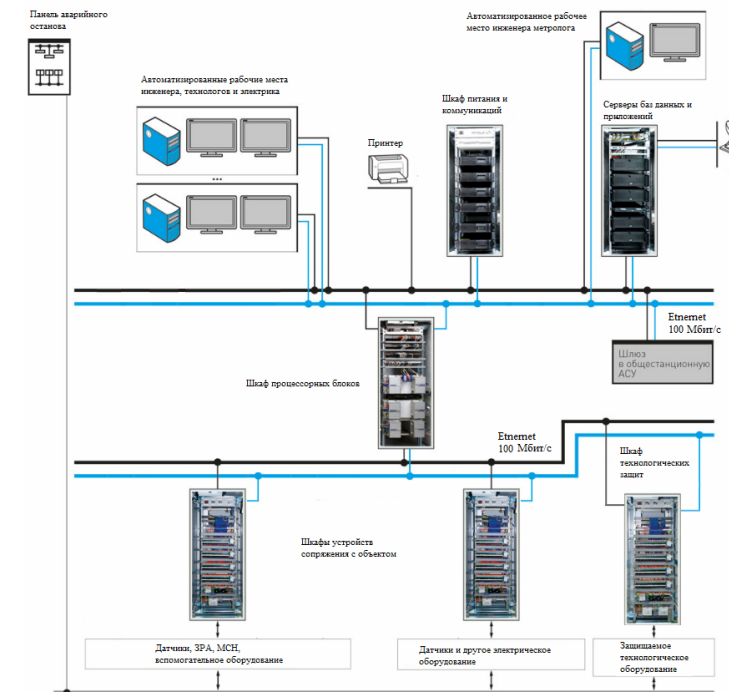 Панель аварийного
останова
Автоматизированное рабочее
место инженера метролога
Автоматизированные рабочие места
инженера, технологов и электрика
Шкаф питания и
коммуникаций
Серверы баз данных и
приложений
Принтер
...
Etnernet
100 Мбит/с
Шлюз
в общестанционную
АСУ
Шкаф процессорных блоков
Etnernet
100 Мбит/с
Шкаф
технологических
защит
Шкафы устройств
сопряжения с объектом
Датчики, ЗРА, МСН,
вспомогательное оборудование
Датчики и другое электрическое
оборудование
Защищаемое
технологическое
оборудование